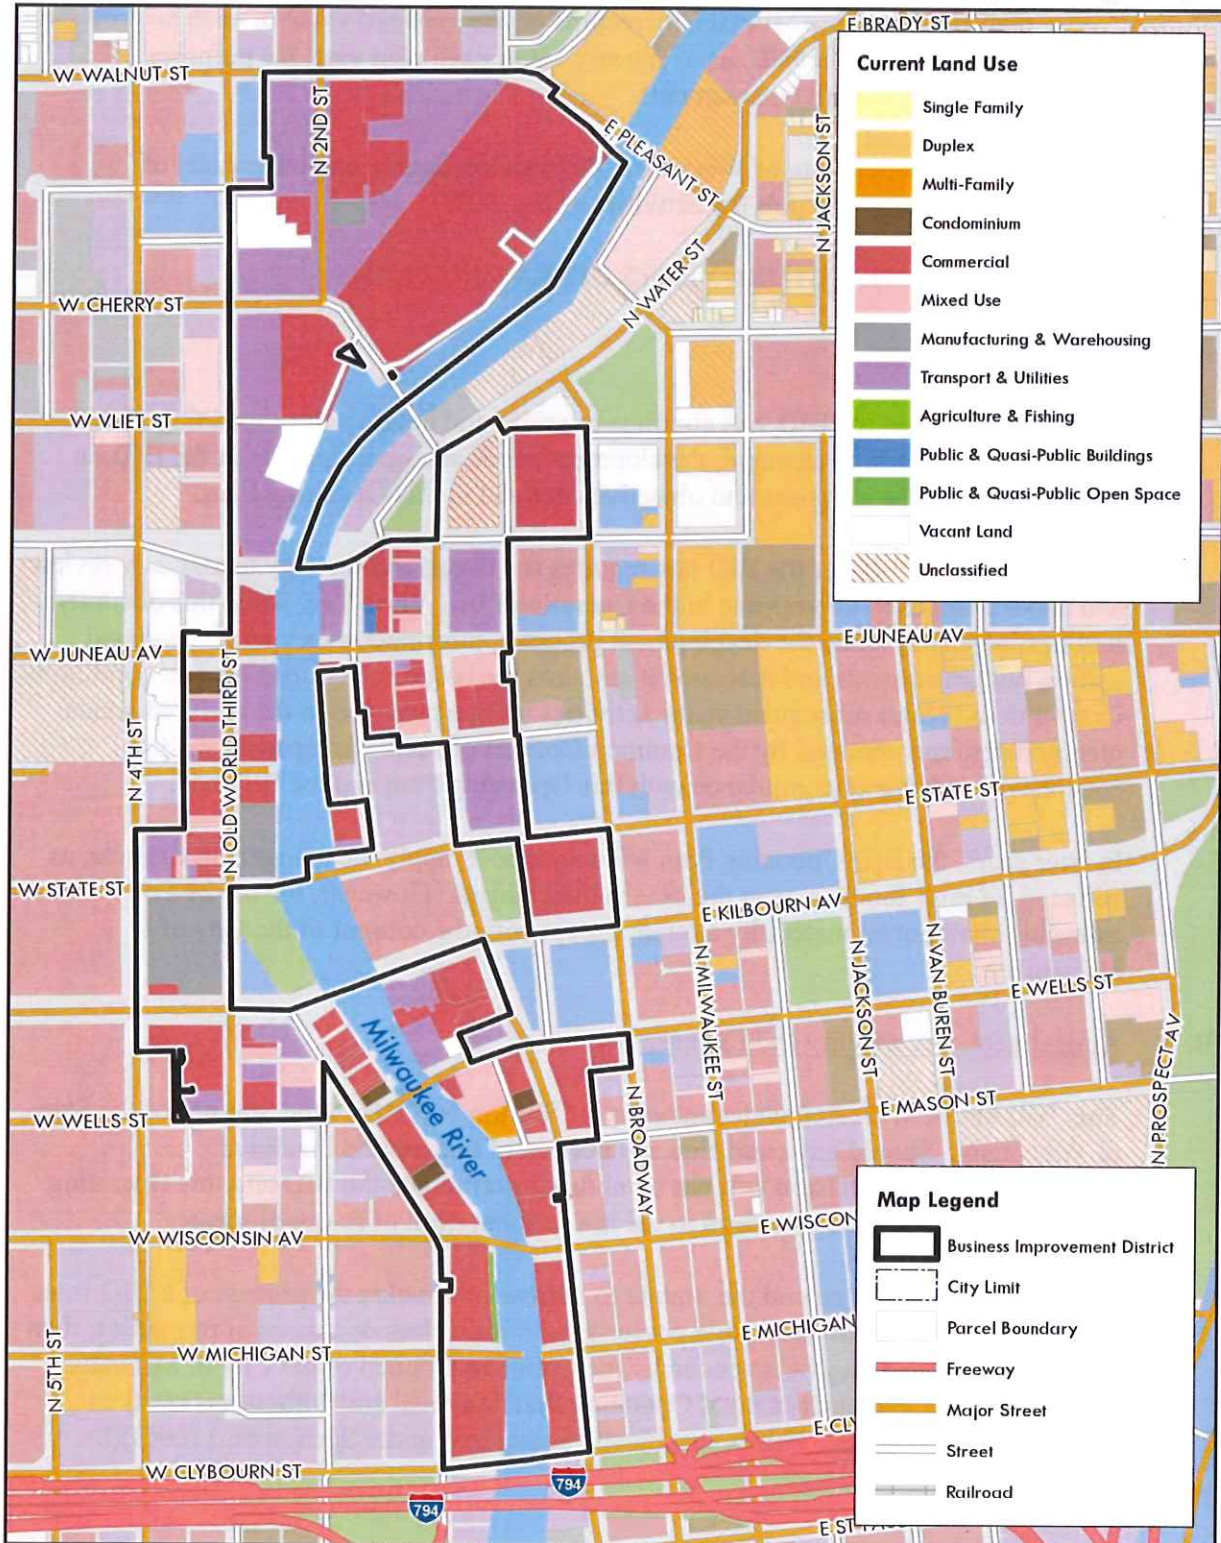 E BRADY ST
W WALNUT ST
N 2ND ST
E PLEASANT ST
N JACKSON ST
Current Land Use
Single Family
Duplex
Multi-Family
Condominium
Commercial
Mixed Use
Manufacturing & Warehousing
Transport & Utilities
Agriculture & Fishing
Public & Quasi-Public Buildings
Public & Quasi-Public Open Space
Vacant Land
Unclassified
N WATER ST
W CHERRY ST
W VLIET ST
W JUNEAU AV
E JUNEAU AV
N 4TH ST
N OLD WORLD THIRD ST
E STATE ST
W STATE ST
E KILBOURN AV
N MILWAUKEE ST
N JACKSON ST
N VAN BUREN ST
E WELLS ST
N PROSPECT AV
Milwaukee River
N BROADWAY
E MASON ST
W WELLS ST
W WISCONSIN AV
E WISCON
N 5TH ST
W MICHIGAN ST
E MICHIGAN
Map Legend
Business Improvement District
City Limit
Parcel Boundary
Freeway
Major Street
Street
Railroad
E CL
W CLYBOURN ST
794
794
E ST